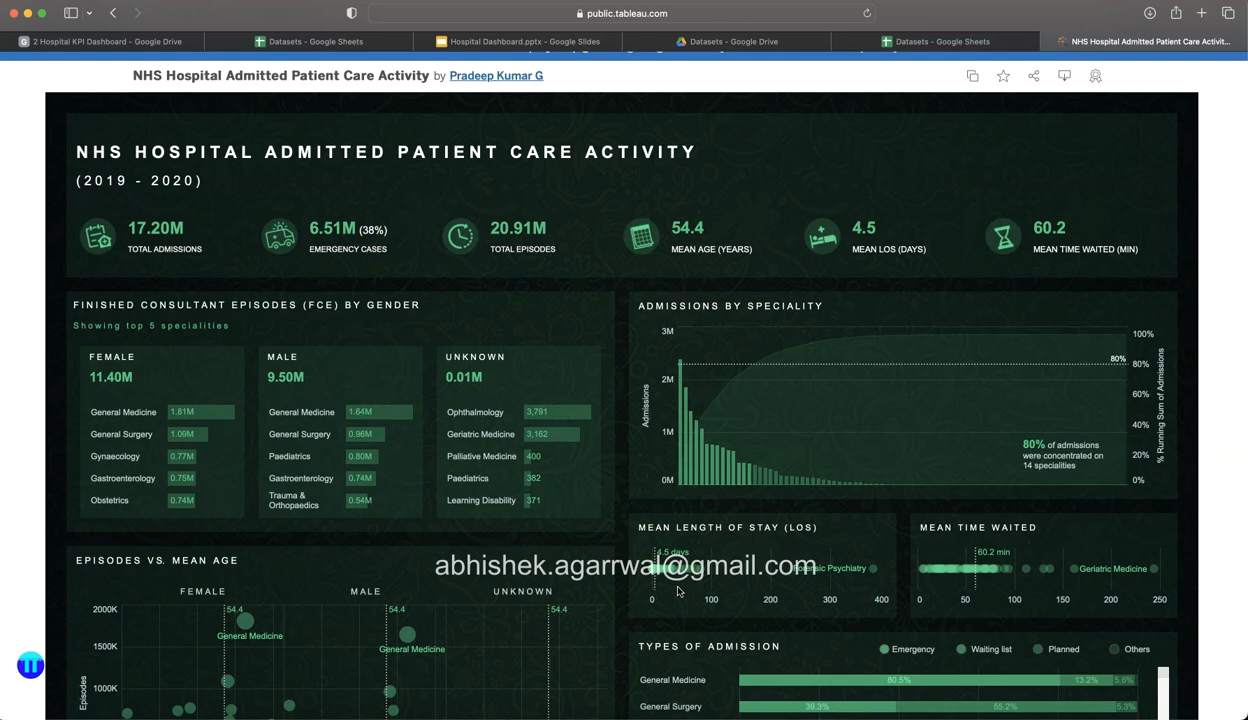 public.tableau.com
2 Hospital KPI Dashboard - Google Drive
Datasets - Google Sheets
Hospital Dashboard.pptx - Google Slides
Datasets - Google Drive
Datasets - Google Sheets
NHS Hospital Admitted Patient Care Activit...
NHS Hospital Admitted Patient Care Activity by Pradeep Kumar G
NHS HOSPITAL ADMITTED PATIENT CARE ACTIVITY
(2019 - 2020)
17.20M
TOTAL ADMISSIONS
6.51M (38%)
EMERGENCY CASES
20.91M
TOTAL EPISODES
54.4
MEAN AGE (YEARS)
4.5
MEAN LOS (DAYS)
60.2
MEAN TIME WAITED (MIN)
FINISHED CONSULTANT EPISODES (FCE) BY GENDER
Showing top 5 specialities
FEMALE
11.40M
General Medicine 1.81M
General Surgery 1.09M
Gynaecology 0.77M
Gastroenterology 0.75M
Obstetrics 0.74M
MALE
9.50M
General Medicine 1.64M
General Surgery 0.96M
Paediatrics 0.80M
Gastroenterology 0.74M
Trauma &
Orthopaedics 0.54M
UNKNOWN
0.01M
Ophthalmology 3,791
Geriatric Medicine 3,162
Palliative Medicine 400
Paediatrics 382
Learning Disability 371
ADMISSIONS BY SPECIALITY
Admissions
3M
2M
1M
0M
80%
80% of admissions
were concentrated on
14 specialities
100%
80%
60%
40%
20%
0%
% Running Sum of Admissions
MEAN LENGTH OF STAY (LOS)
4.5 days
Forensic Psychiatry
0 100 200 300 400
MEAN TIME WAITED
60.2 min
Geriatric Medicine
0 50 100 150 200 250
abhishek.agarrwal@gmail.com
EPISODES VS. MEAN AGE
FEMALE MALE UNKNOWN
Episodes
2000K
1500K
1000K
54.4
General Medicine
54.4
General Medicine
54.4
TYPES OF ADMISSION
Emergency Waiting list Planned Others
General Medicine 80.5% 13.2% 5.6%
General Surgery 39.3% 55.2% 5.3%